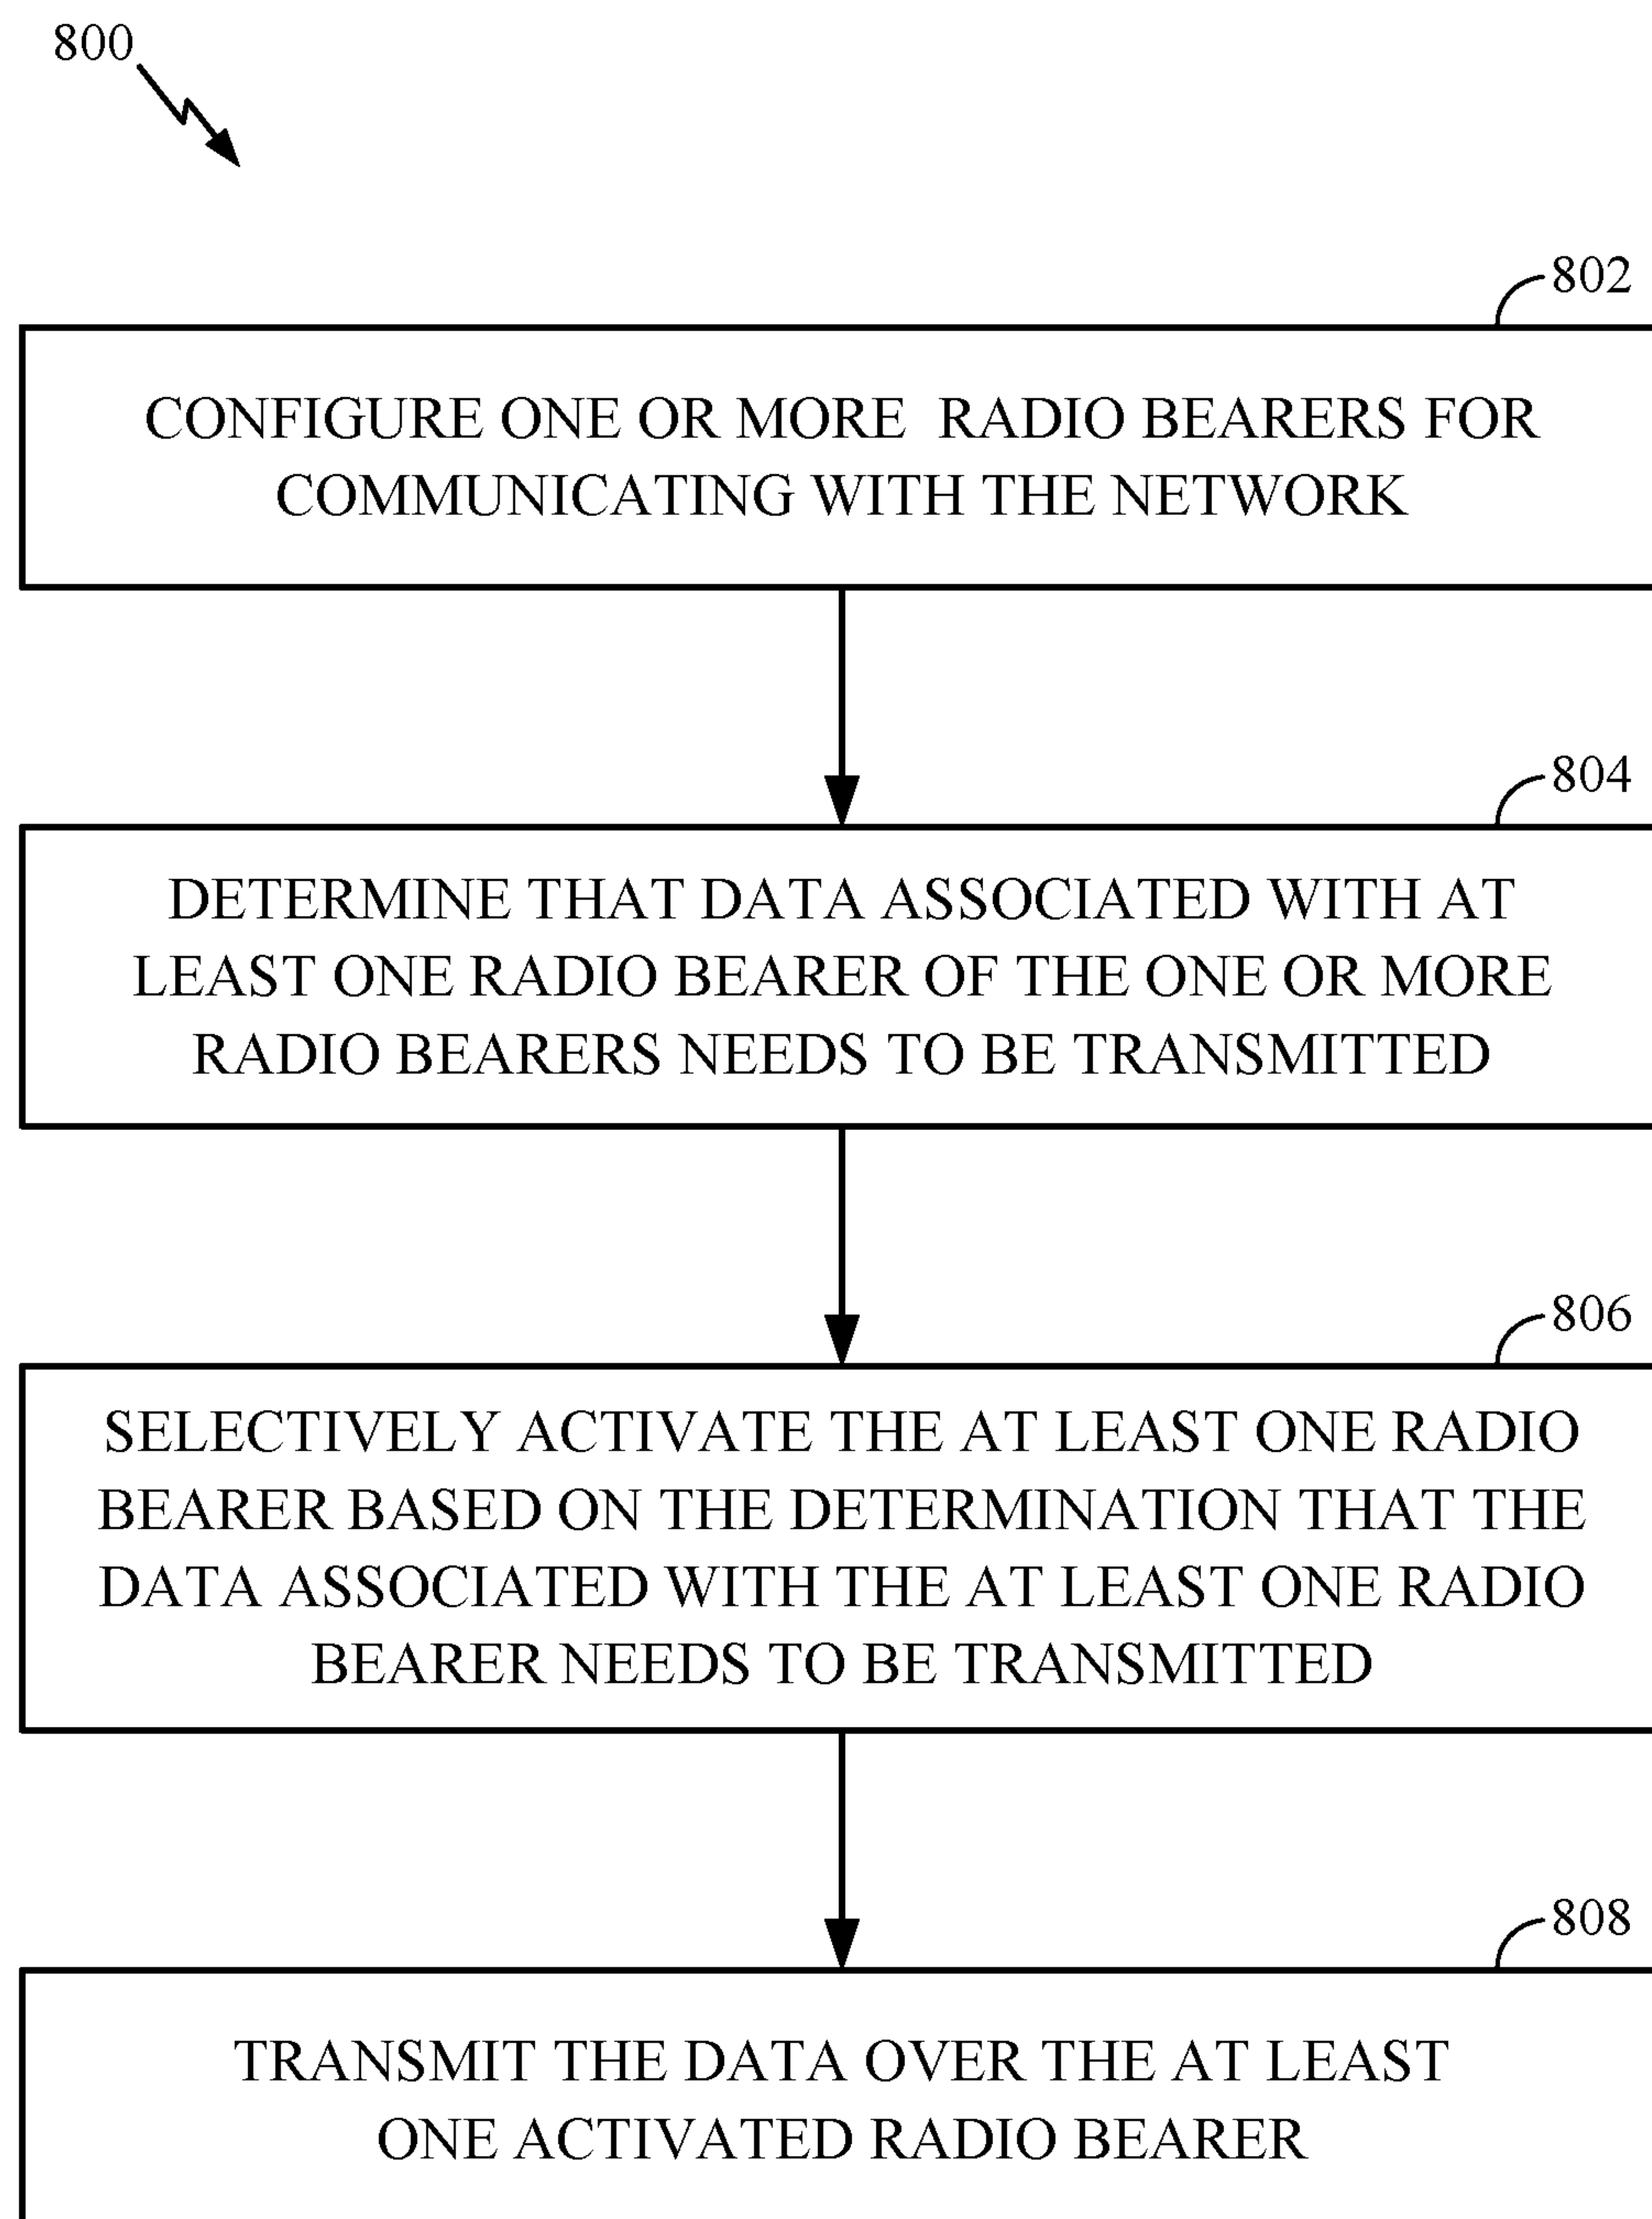 800
802
CONFIGURE ONE OR MORE RADIO BEARERS FOR
COMMUNICATING WITH THE NETWORK
804
DETERMINE THAT DATA ASSOCIATED WITH AT
LEAST ONE RADIO BEARER OF THE ONE OR MORE
RADIO BEARERS NEEDS TO BE TRANSMITTED
806
SELECTIVELY ACTIVATE THE AT LEAST ONE RADIO
BEARER BASED ON THE DETERMINATION THAT THE
DATA ASSOCIATED WITH THE AT LEAST ONE RADIO
BEARER NEEDS TO BE TRANSMITTED
808
TRANSMIT THE DATA OVER THE AT LEAST
ONE ACTIVATED RADIO BEARER